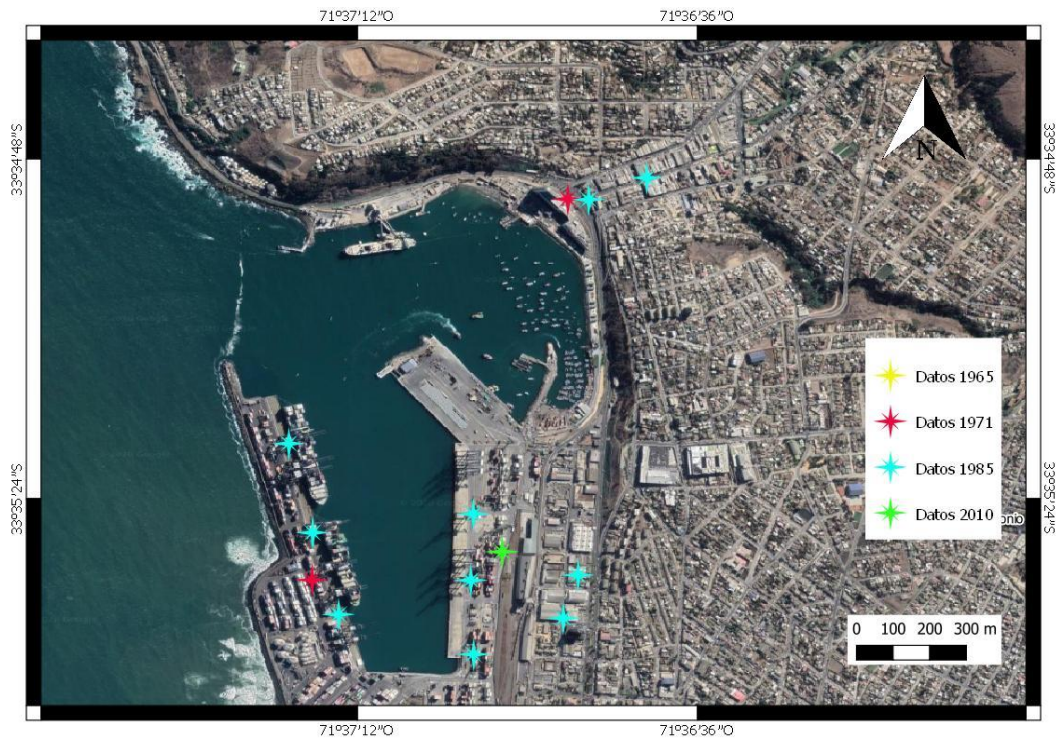 71°37'12"O 71°36'36"O
33°34'48"S
33°34'48"S
N
Datos 1965
Datos 1971
Datos 1985
Datos 2010
33°35'24"S
33°35'24"S
onio
0 100 200 300 m
71°37'12"O 71°36'36"O